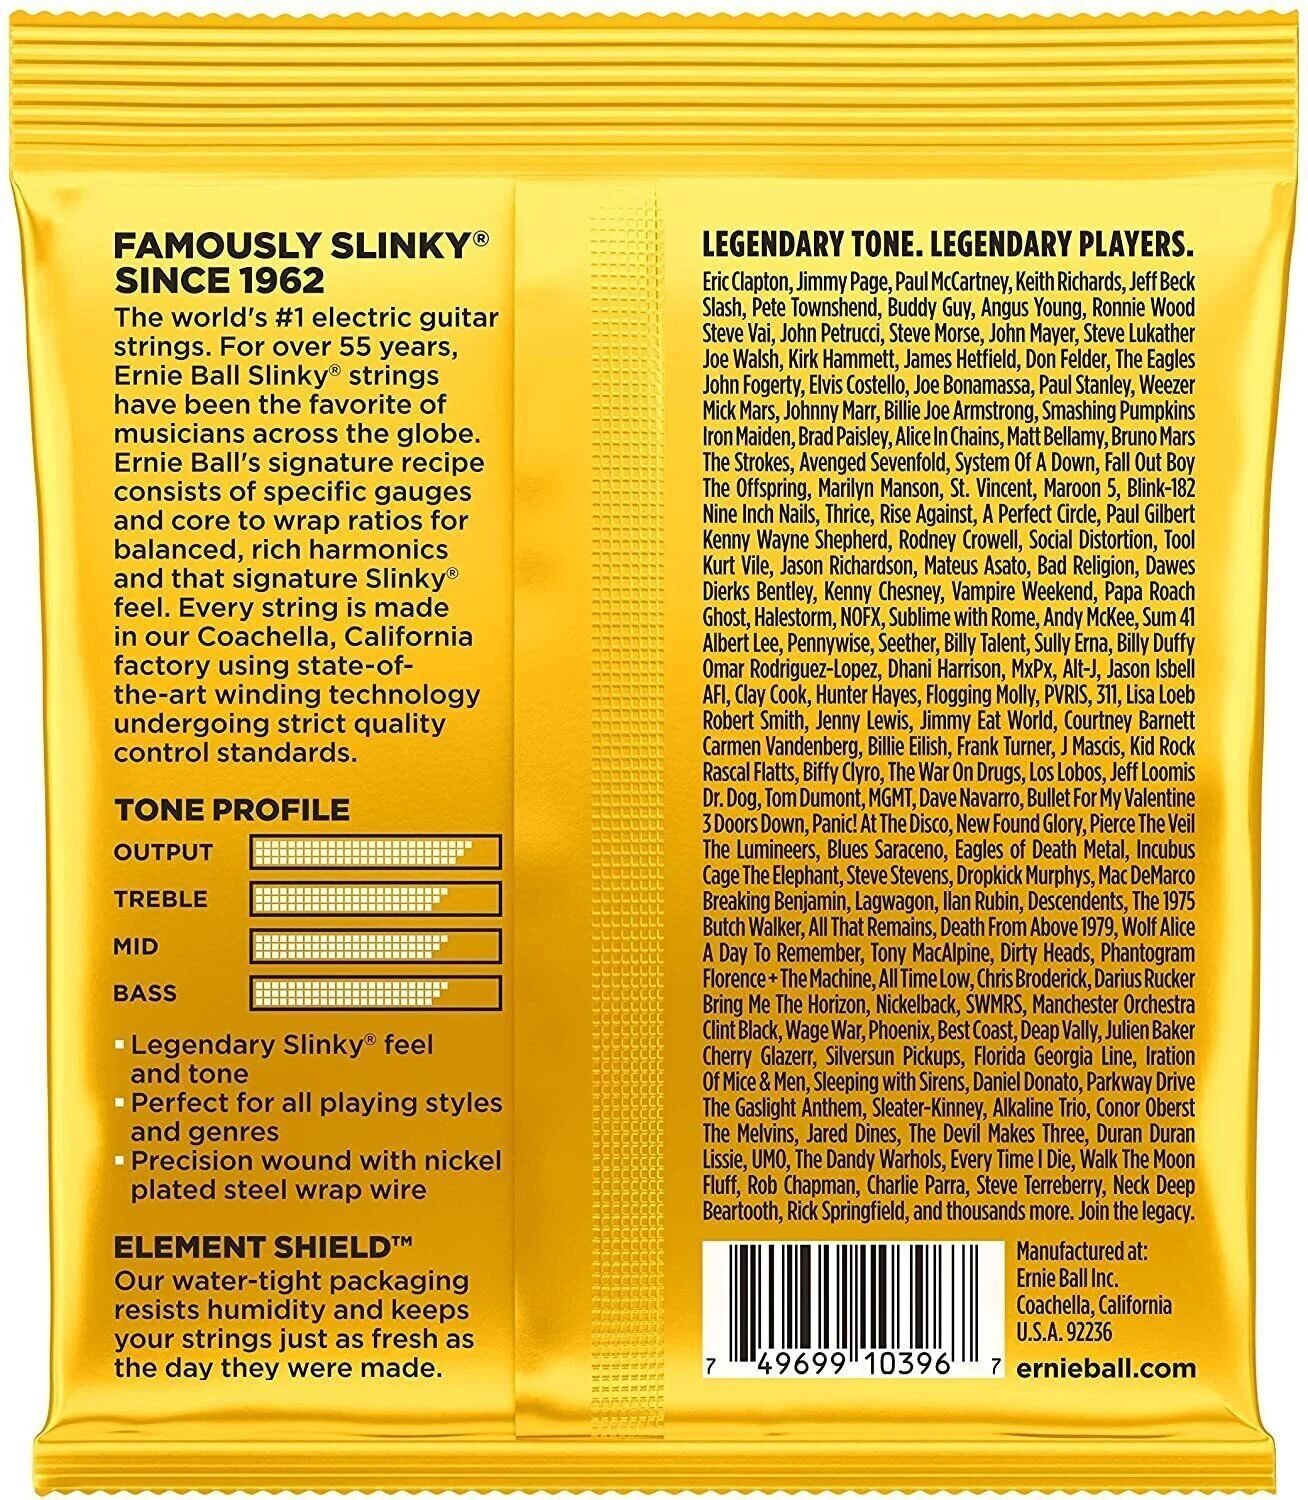 FAMOUSLY SLINKY®
SINCE 1962
The world's #1 electric guitar
strings. For over 55 years,
Ernie Ball Slinky® strings
have been the favorite of
musicians across the globe.
Ernie Ball's signature recipe
consists of specific gauges
and core to wrap ratios for
balanced, rich harmonics
and that signature Slinky®
feel. Every string is made
in our Coachella, California
factory using state-of-
the-art winding technology
undergoing strict quality
control standards.
TONE PROFILE
OUTPUT
TREBLE
MID
BASS
▪ Legendary Slinky® feel
and tone
▪ Perfect for all playing styles
and genres
▪ Precision wound with nickel
plated steel wrap wire
ELEMENT SHIELD™
Our water-tight packaging
resists humidity and keeps
your strings just as fresh as
the day they were made.
LEGENDARY TONE. LEGENDARY PLAYERS.
Eric Clapton, Jimmy Page, Paul McCartney, Keith Richards, Jeff Beck
Slash, Pete Townshend, Buddy Guy, Angus Young, Ronnie Wood
Steve Vai, John Petrucci, Steve Morse, John Mayer, Steve Lukather
Joe Walsh, Kirk Hammett, James Hetfield, Don Felder, The Eagles
John Fogerty, Elvis Costello, Joe Bonamassa, Paul Stanley, Weezer
Mick Mars, Johnny Marr, Billie Joe Armstrong, Smashing Pumpkins
Iron Maiden, Brad Paisley, Alice In Chains, Matt Bellamy, Bruno Mars
The Strokes, Avenged Sevenfold, System Of A Down, Fall Out Boy
The Offspring, Marilyn Manson, St. Vincent, Maroon 5, Blink-182
Nine Inch Nails, Thrice, Rise Against, A Perfect Circle, Paul Gilbert
Kenny Wayne Shepherd, Rodney Crowell, Social Distortion, Tool
Kurt Vile, Jason Richardson, Mateus Asato, Bad Religion, Dawes
Dierks Bentley, Kenny Chesney, Vampire Weekend, Papa Roach
Ghost, Halestorm, NOFX, Sublime with Rome, Andy McKee, Sum 41
Albert Lee, Pennywise, Seether, Billy Talent, Sully Erna, Billy Duffy
Omar Rodriguez-Lopez, Dhani Harrison, MxPx, Alt-J, Jason Isbell
AFI, Clay Cook, Hunter Hayes, Flogging Molly, PVRIS, 311, Lisa Loeb
Robert Smith, Jenny Lewis, Jimmy Eat World, Courtney Barnett
Carmen Vandenberg, Billie Eilish, Frank Turner, J Mascis, Kid Rock
Rascal Flatts, Biffy Clyro, The War On Drugs, Los Lobos, Jeff Loomis
Dr. Dog, Tom Dumont, MGMT, Dave Navarro, Bullet For My Valentine
3 Doors Down, Panic! At The Disco, New Found Glory, Pierce The Veil
The Lumineers, Blues Saraceno, Eagles of Death Metal, Incubus
Cage The Elephant, Steve Stevens, Dropkick Murphys, Mac DeMarco
Breaking Benjamin, Lagwagon, Ilan Rubin, Descendents, The 1975
Butch Walker, All That Remains, Death From Above 1979, Wolf Alice
A Day To Remember, Tony MacAlpine, Dirty Heads, Phantogram
Florence + The Machine, All Time Low, Chris Broderick, Darius Rucker
Bring Me The Horizon, Nickelback, SWMRS, Manchester Orchestra
Clint Black, Wage War, Phoenix, Best Coast, Deap Vally, Julien Baker
Cherry Glazerr, Silversun Pickups, Florida Georgia Line, Iration
Of Mice & Men, Sleeping with Sirens, Daniel Donato, Parkway Drive
The Gaslight Anthem, Sleater-Kinney, Alkaline Trio, Conor Oberst
The Melvins, Jared Dines, The Devil Makes Three, Duran Duran
Lissie, UMO, The Dandy Warhols, Every Time I Die, Walk The Moon
Fluff, Rob Chapman, Charlie Parra, Steve Terreberry, Neck Deep
Beartooth, Rick Springfield, and thousands more. Join the legacy.
7 49699 10396 7
Manufactured at:
Ernie Ball Inc.
Coachella, California
U.S.A. 92236
ernieball.com